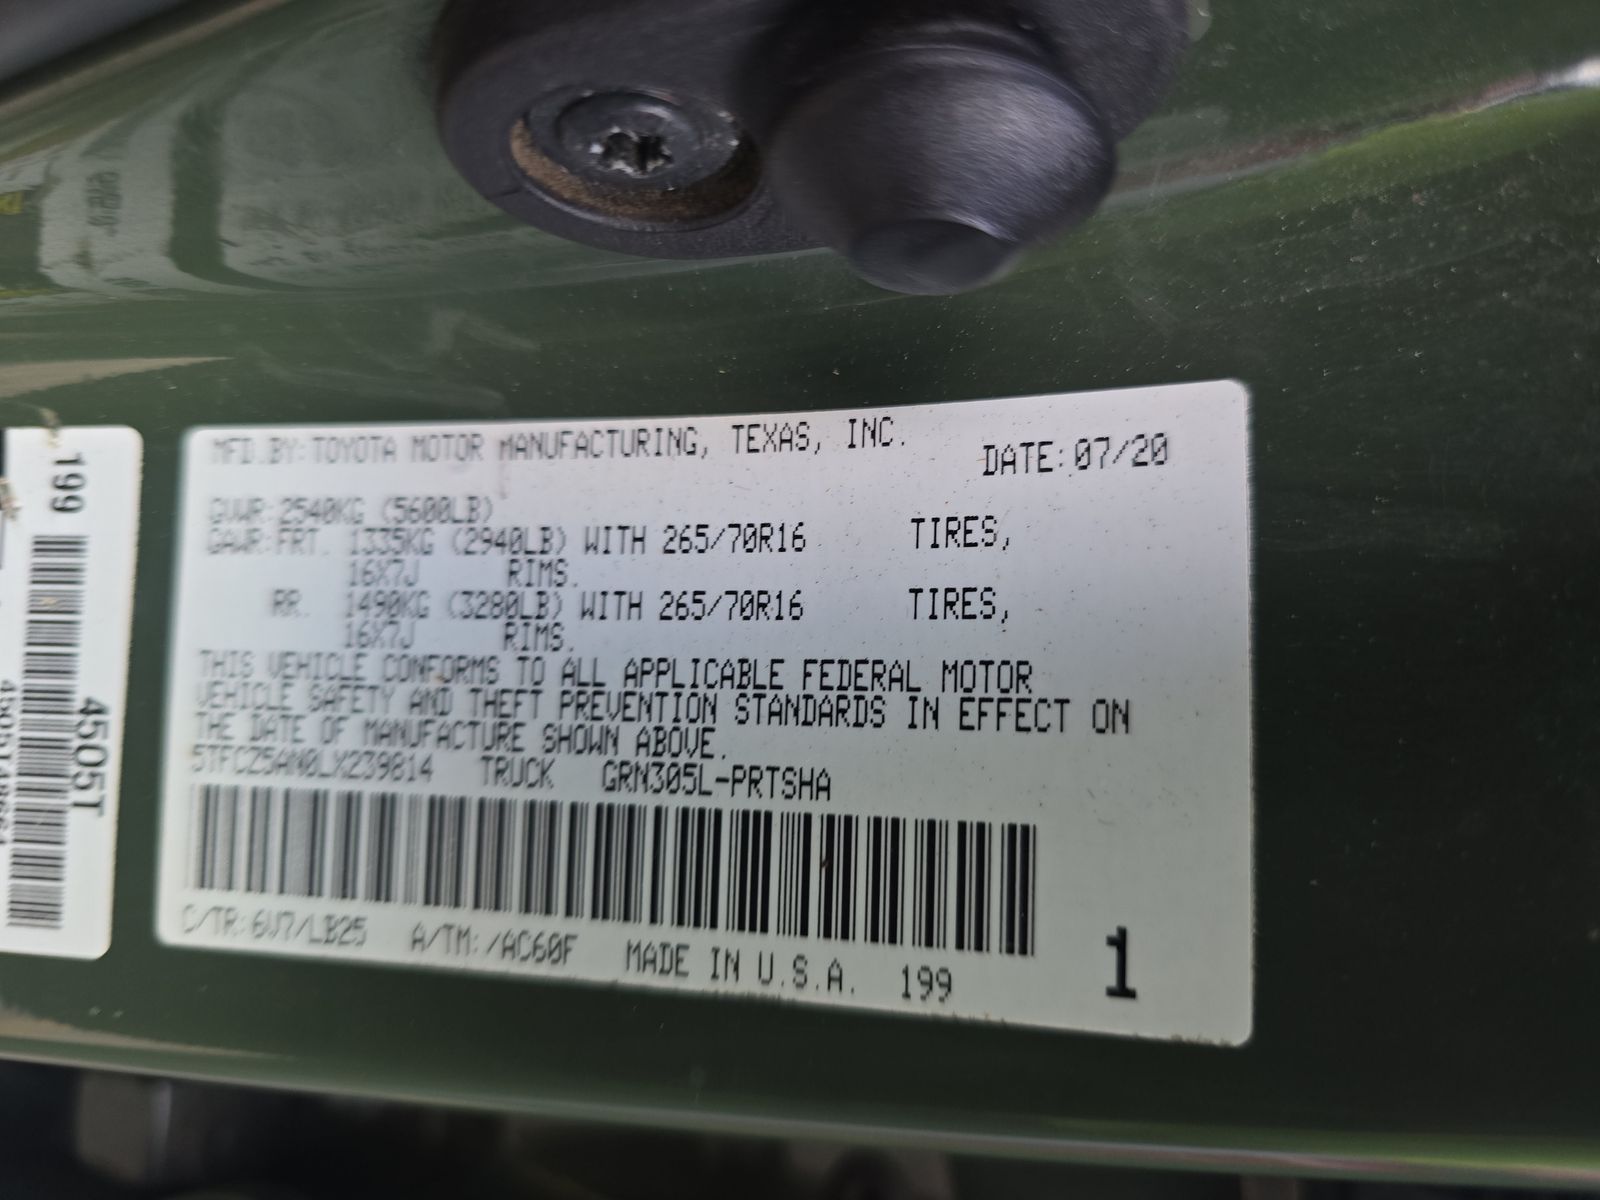 MFD.BY:TOYOTA MOTOR MANUFACTURING, TEXAS, INC.
DATE:07/20
GVWR:2540KG (5600LB)
GAWR:FRT. 1335KG (2940LB) WITH 265/70R16 TIRES,
16X7J RIMS.
RR. 1490KG (3280LB) WITH 265/70R16 TIRES,
16X7J RIMS.
THIS VEHICLE CONFORMS TO ALL APPLICABLE FEDERAL MOTOR
VEHICLE SAFETY AND THEFT PREVENTION STANDARDS IN EFFECT ON
THE DATE OF MANUFACTURE SHOWN ABOVE.
5TFCZ5AN0LX239814 TRUCK GRN305L-PRTSHA
C/TR:6V7/LB25 A/TM:/AC60F MADE IN U.S.A. 199
1
199
4505T